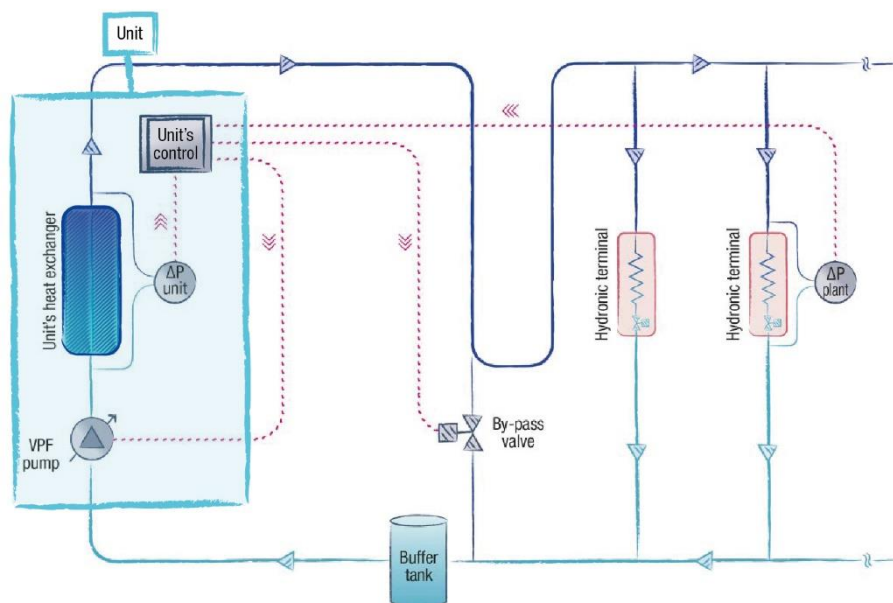 Unit
Unit's
control
Unit's heat exchanger
ΔP
unit
VPF
pump
By-pass
valve
Buffer
tank
Hydronic terminal
Hydronic terminal
ΔP
plant